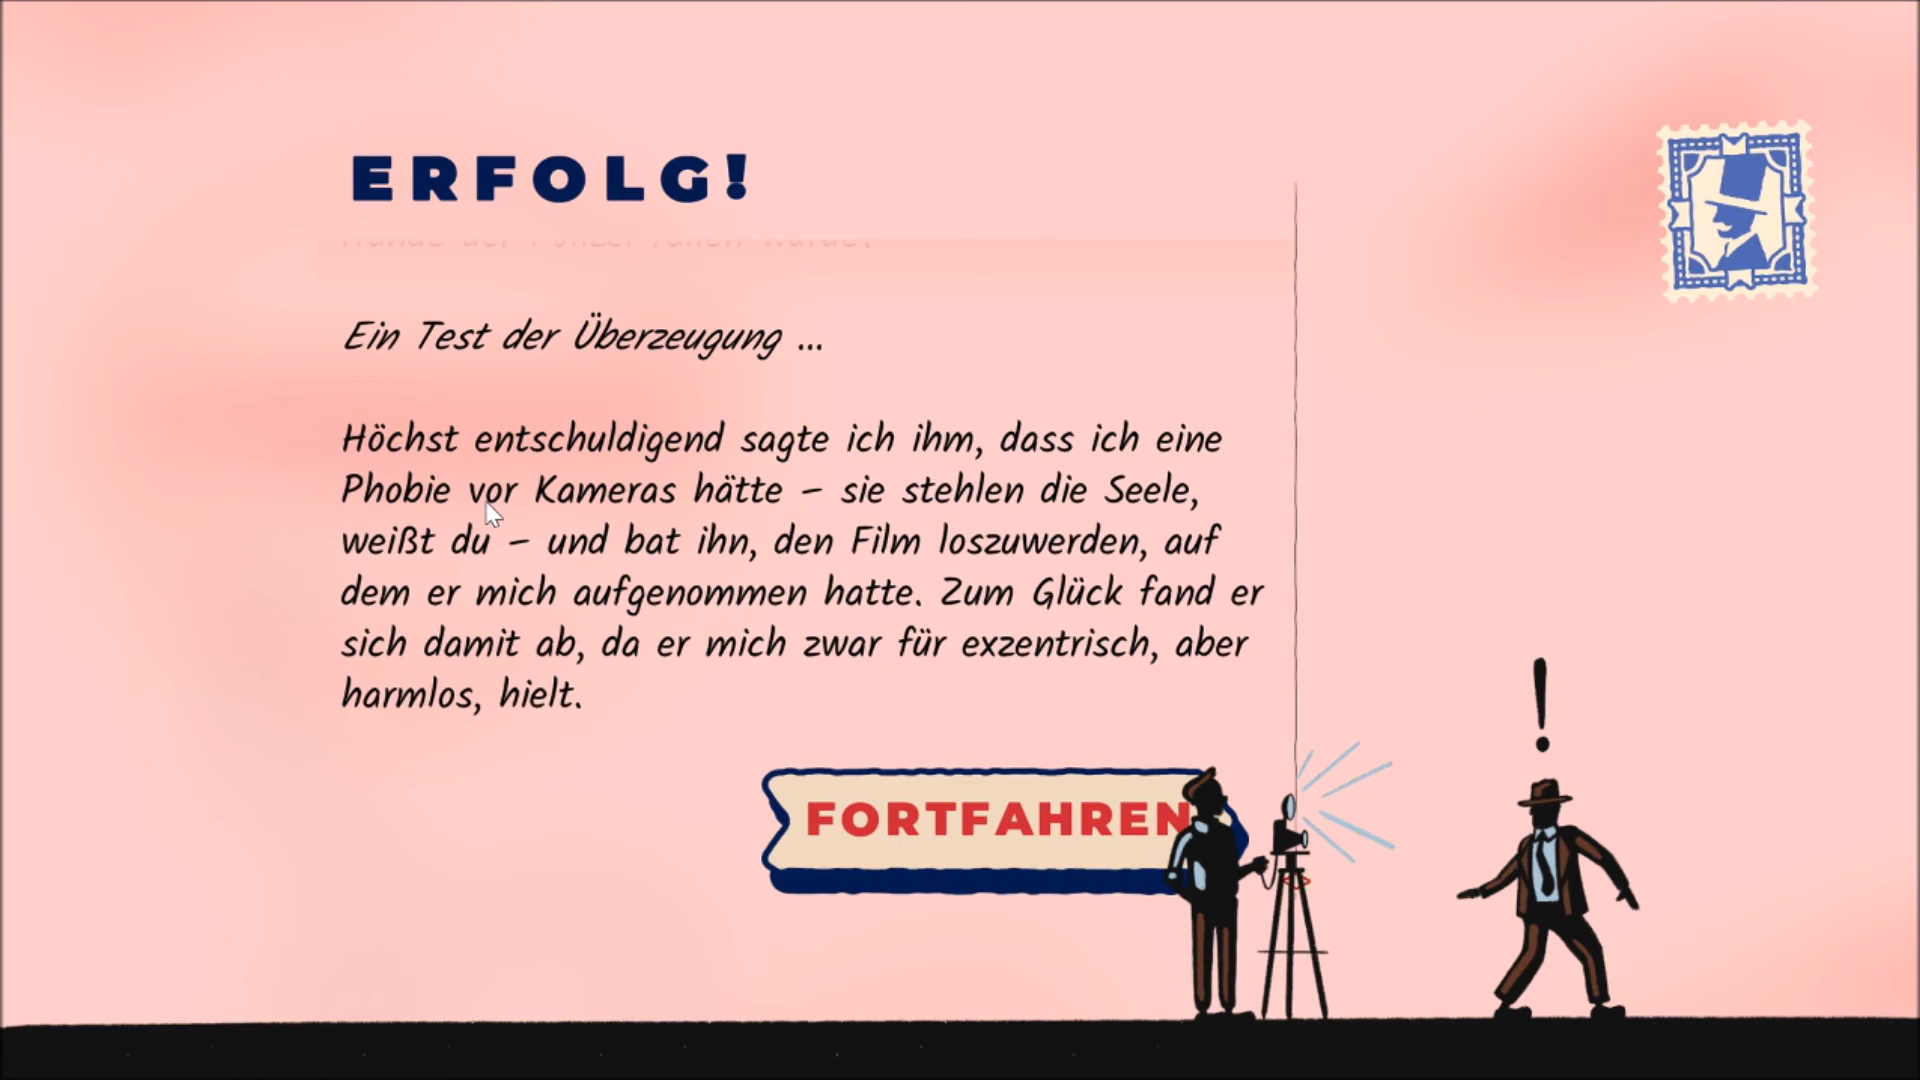 ERFOLG!
Ein Test der Überzeugung ...
Höchst entschuldigend sagte ich ihm, dass ich eine
Phobie vor Kameras hätte – sie stehlen die Seele,
weißt du – und bat ihn, den Film loszuwerden, auf
dem er mich aufgenommen hatte. Zum Glück fand er
sich damit ab, da er mich zwar für exzentrisch, aber
harmlos, hielt.
!
FORTFAHREN